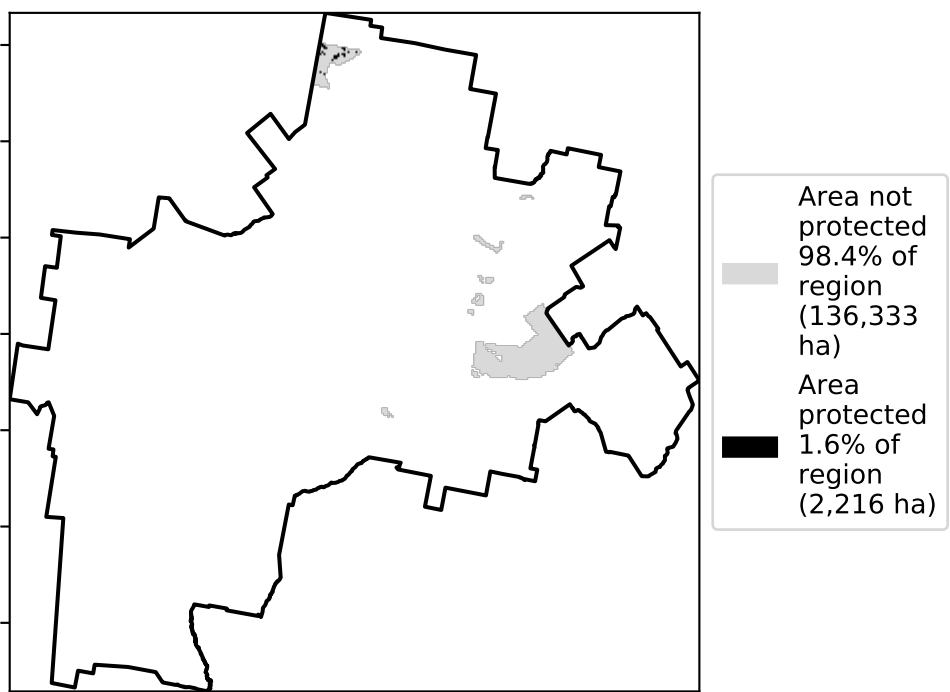 Area not
protected
98.4% of
region
(136,333
ha)
Area
protected
1.6% of
region
(2,216 ha)